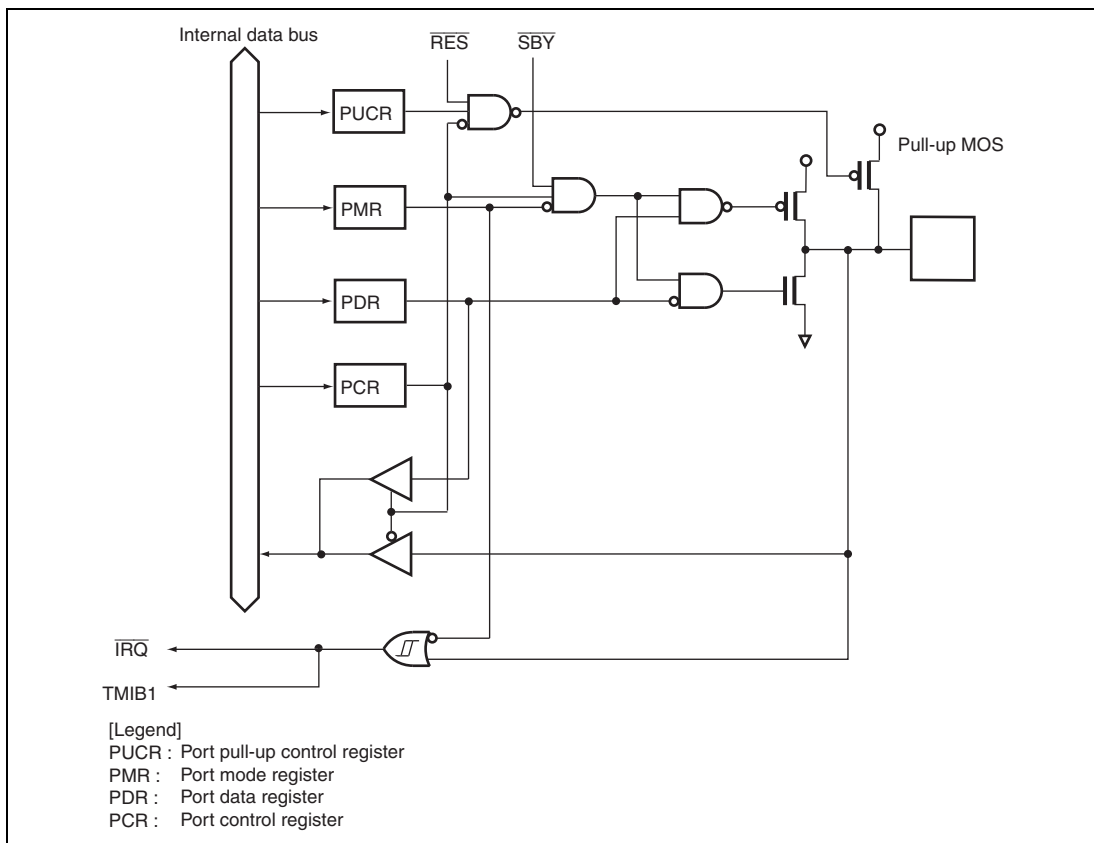 Internal data bus
RES
SBY
PUCR
Pull-up MOS
PMR
PDR
PCR
IRQ
TMIB1
[Legend]
PUCR : Port pull-up control register
PMR : Port mode register
PDR : Port data register
PCR : Port control register